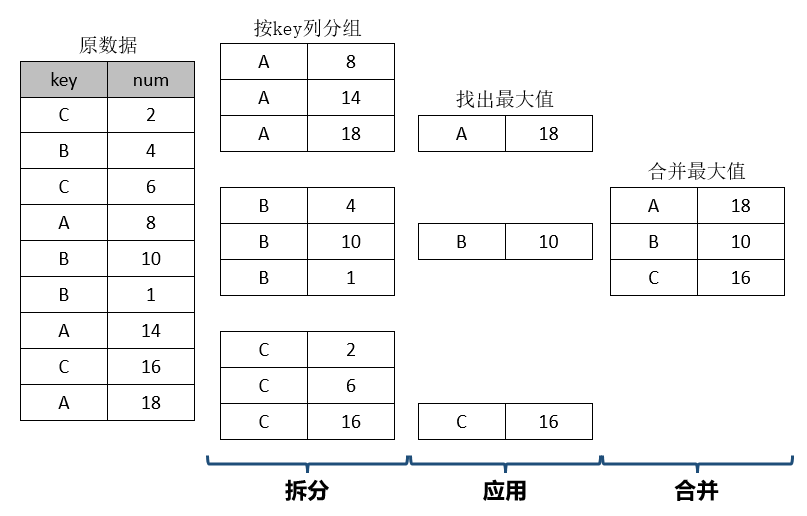 原数据
key num
C 2
B 4
C 6
A 8
B 10
B 1
A 14
C 16
A 18
按key列分组
A 8
A 14
A 18
B 4
B 10
B 1
C 2
C 6
C 16
拆分
找出最大值
A 18
B 10
C 16
应用
合并最大值
A 18
B 10
C 16
合并